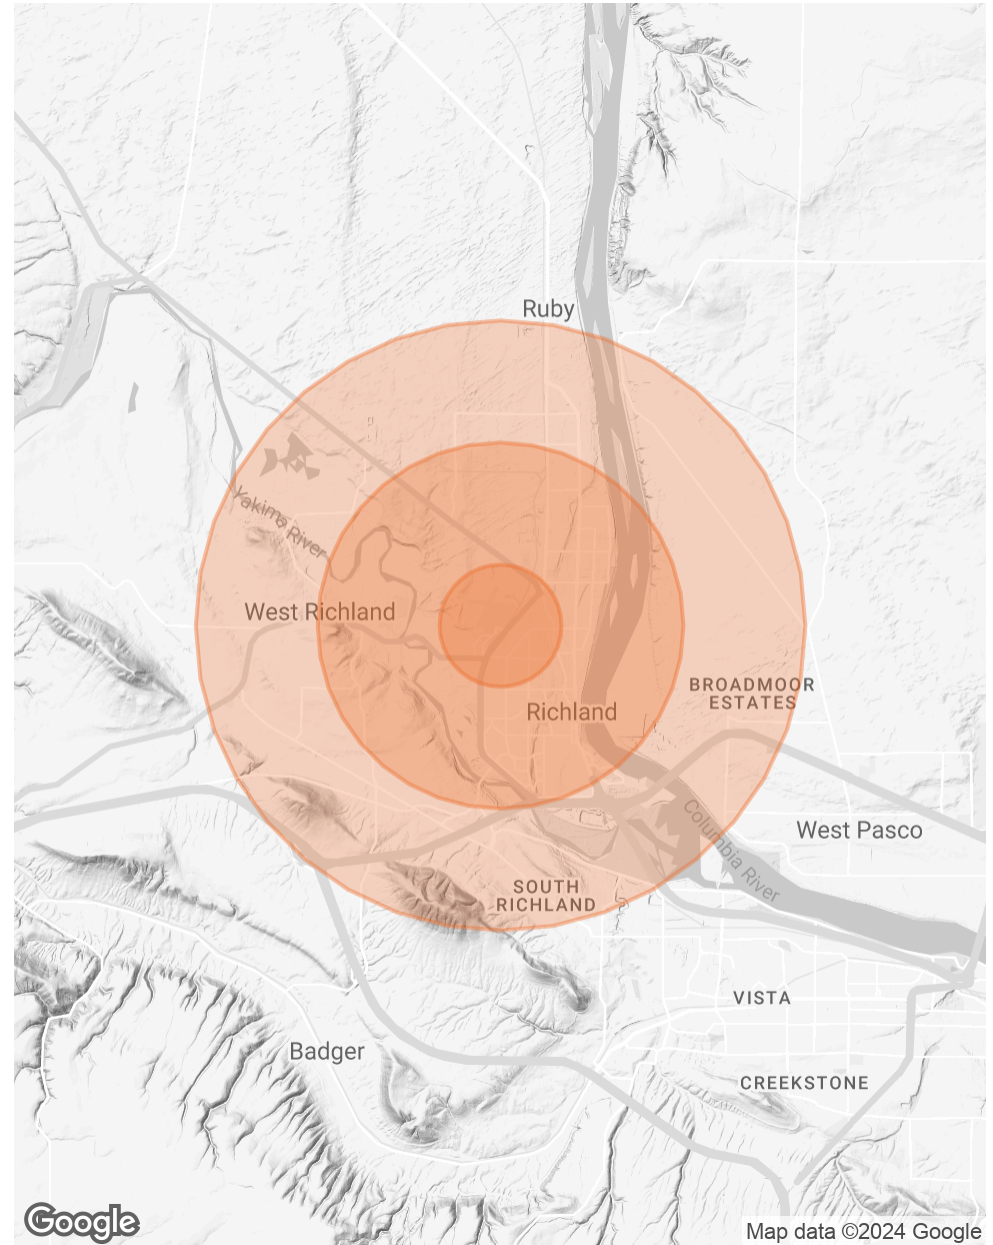 Ruby
Yakima River
West Richland
BROADMOOR
ESTATES
Richland
Columbia River
West Pasco
SOUTH
RICHLAND
VISTA
Badger
CREEKSTONE
Google
Map data ©2024 Google